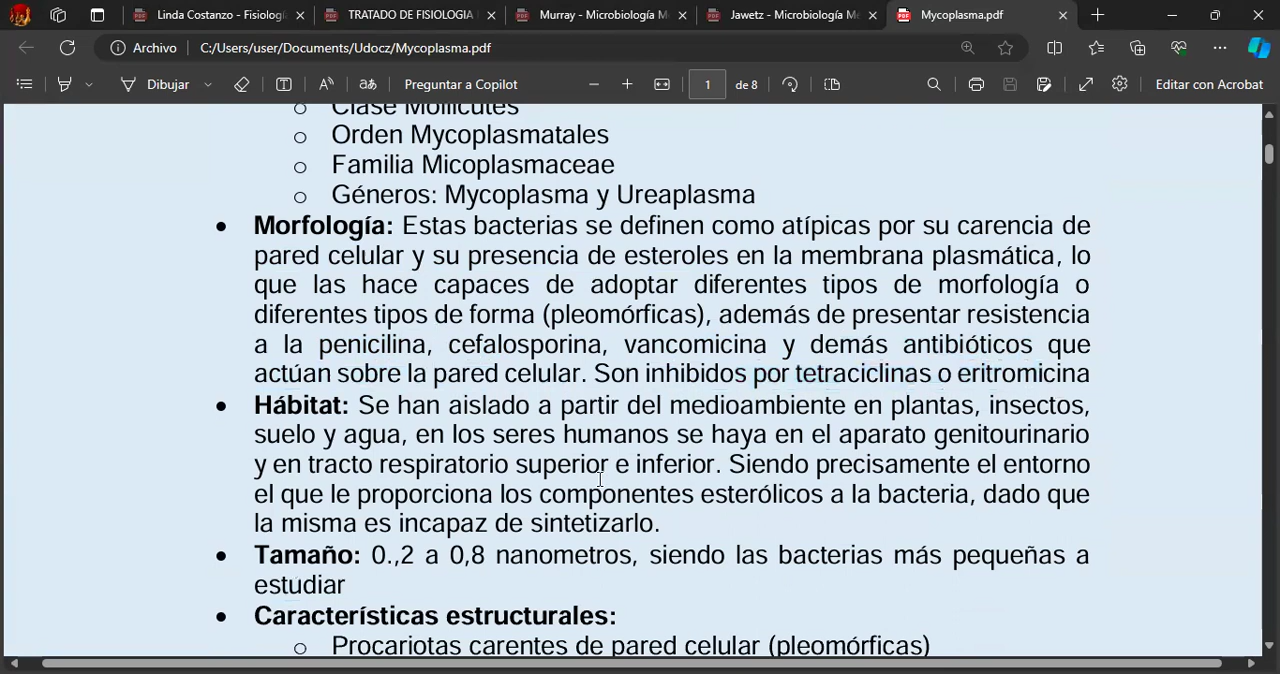 Linda Costanzo - Fisiologí
TRATADO DE FISIOLOGIA
Murray - Microbiología M
Jawetz - Microbiología Mé
Mycoplasma.pdf
Archivo
C:/Users/user/Documents/Udocz/Mycoplasma.pdf
Dibujar
Preguntar a Copilot
1
de 8
Editar con Acrobat
Clase Mollicutes
Orden Mycoplasmatales
Familia Micoplasmaceae
Géneros: Mycoplasma y Ureaplasma
Morfología: Estas bacterias se definen como atípicas por su carencia de
pared celular y su presencia de esteroles en la membrana plasmática, lo
que las hace capaces de adoptar diferentes tipos de morfología o
diferentes tipos de forma (pleomórficas), además de presentar resistencia
a la penicilina, cefalosporina, vancomicina y demás antibióticos que
actúan sobre la pared celular. Son inhibidos por tetraciclinas o eritromicina
Hábitat: Se han aislado a partir del medioambiente en plantas, insectos,
suelo y agua, en los seres humanos se haya en el aparato genitourinario
y en tracto respiratorio superior e inferior. Siendo precisamente el entorno
el que le proporciona los componentes esterólicos a la bacteria, dado que
la misma es incapaz de sintetizarlo.
Tamaño: 0.,2 a 0,8 nanometros, siendo las bacterias más pequeñas a
estudiar
Características estructurales:
Procariotas carentes de pared celular (pleomórficas)